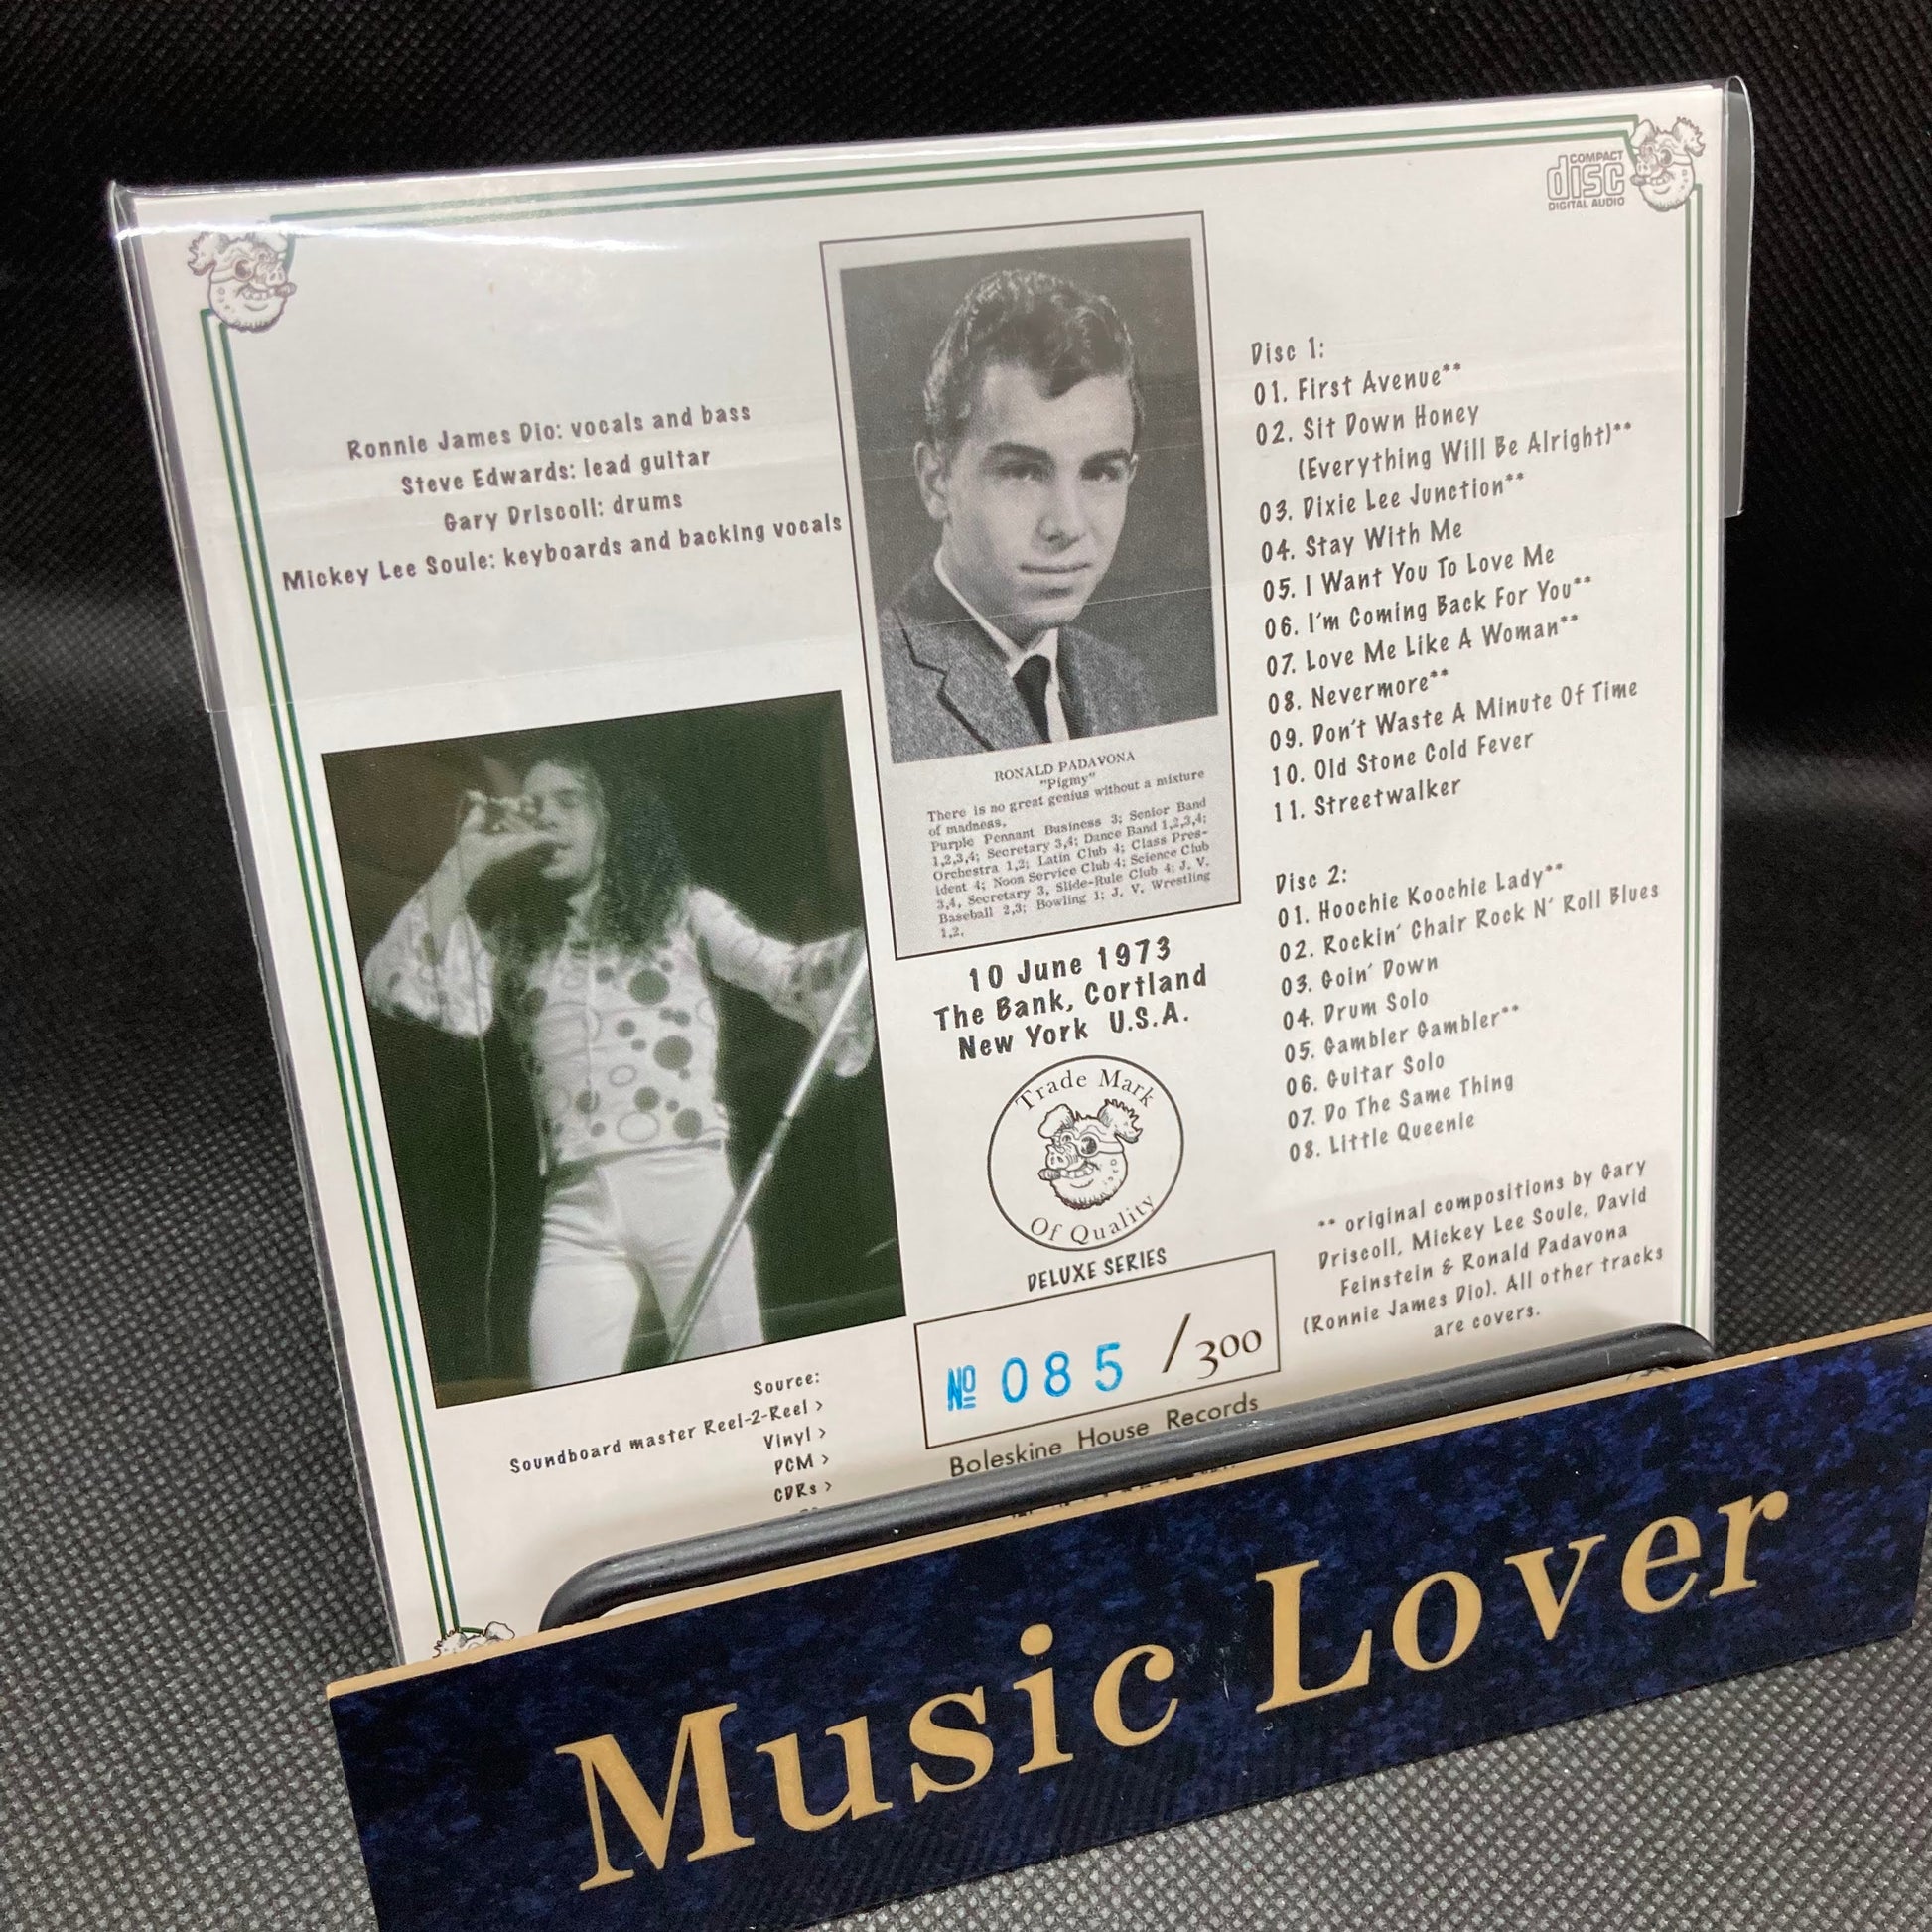 COMPACT
disc
DIGITAL AUDIO
Ronnie James Dio: vocals and bass
Steve Edwards: lead guitar
Gary Driscoll: drums
Mickey Lee Soule: keyboards and backing vocals
RONALD PADAVONA
"Pigmy"
There is no great genius without a mixture
of madness.
Purple Pennant Business 3; Senior Band
1,2,3,4; Secretary 3,4; Dance Band 1,2,3,4;
Orchestra 1,2; Latin Club 4; Class Pres-
ident 4; Noon Service Club 4; Science Club
3,4, Secretary 3, Slide-Rule Club 4; J. V.
Baseball 2,3; Bowling 1; J. V. Wrestling
1,2.
10 June 1973
The Bank, Cortland
New York U.S.A.
Trade Mark
Of Quality
DELUXE SERIES
Nº 085 /300
Boleskine House Records
Source:
Soundboard master Reel-2-Reel >
Vinyl >
PCM >
CDRs >
Disc 1:
01. First Avenue**
02. Sit Down Honey
(Everything Will Be Alright)**
03. Dixie Lee Junction**
04. Stay With Me
05. I Want You To Love Me
06. I'm Coming Back For You**
07. Love Me Like A Woman**
08. Nevermore**
09. Don't Waste A Minute Of Time
10. Old Stone Cold Fever
11. Streetwalker
Disc 2:
01. Hoochie Koochie Lady**
02. Rockin' Chair Rock N' Roll Blues
03. Goin' Down
04. Drum Solo
05. Gambler Gambler**
06. Guitar Solo
07. Do The Same Thing
08. Little Queenie
** original compositions by Gary
Driscoll, Mickey Lee Soule, David
Feinstein & Ronald Padavona
(Ronnie James Dio). All other tracks
are covers.
Music Lover